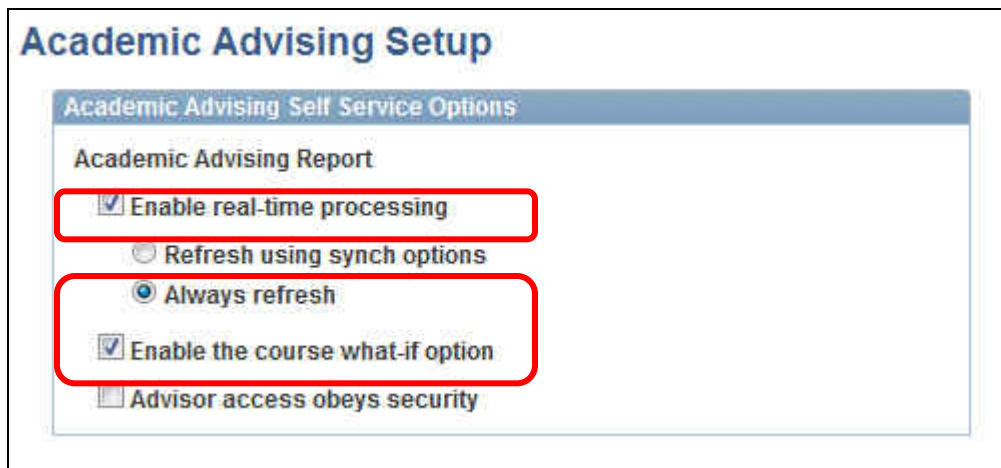 Academic Advising Setup
Academic Advising Self Service Options
Academic Advising Report
Enable real-time processing
Refresh using synch options
Always refresh
Enable the course what-if option
Advisor access obeys security